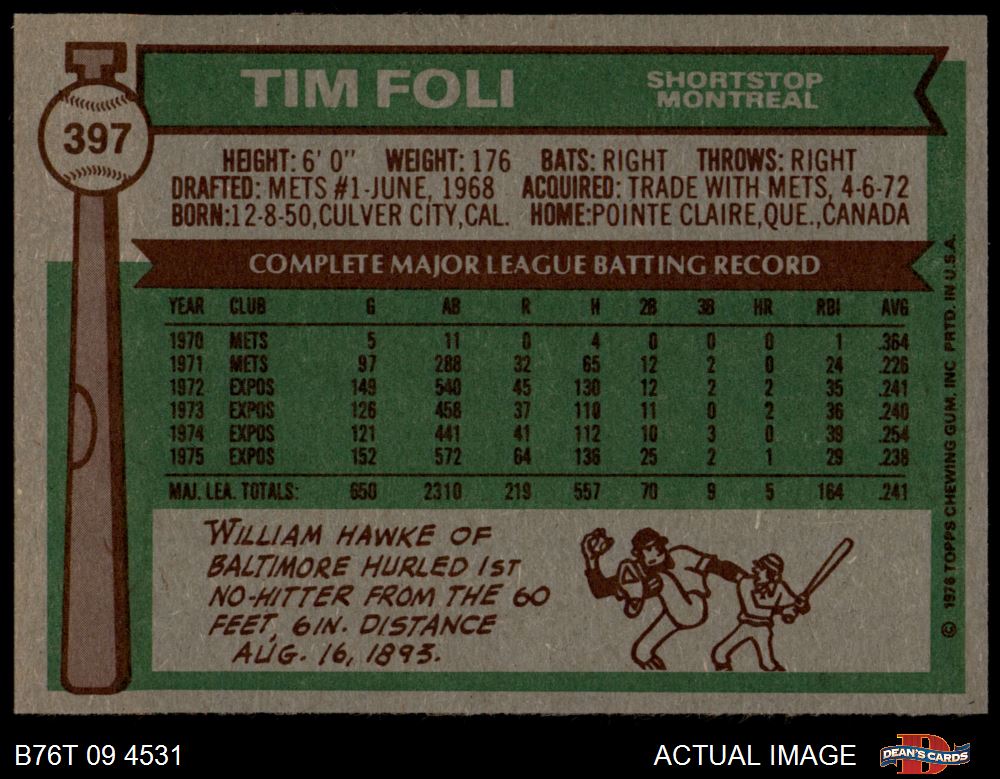 397
TIM FOLI
SHORTSTOP
MONTREAL
HEIGHT: 6' 0" WEIGHT: 176 BATS: RIGHT THROWS: RIGHT
DRAFTED: METS #1-JUNE, 1968 ACQUIRED: TRADE WITH METS, 4-6-72
BORN:12-8-50,CULVER CITY,CAL. HOME:POINTE CLAIRE,QUE.,CANADA
COMPLETE MAJOR LEAGUE BATTING RECORD
YEAR CLUB G AB R H 2B 3B HR RBI AVG
1970 METS 5 11 0 4 0 0 0 1 .364
1971 METS 97 288 32 65 12 2 0 24 .226
1972 EXPOS 149 540 45 130 12 2 2 35 .241
1973 EXPOS 126 458 37 110 11 0 2 36 .240
1974 EXPOS 121 441 41 112 10 3 0 39 .254
1975 EXPOS 152 572 64 136 25 2 1 29 .238
MAJ. LEA. TOTALS: 650 2310 219 557 70 9 5 164 .241
WILLIAM HAWKE OF
BALTIMORE HURLED 1ST
NO-HITTER FROM THE 60
FEET, 6IN. DISTANCE
AUG. 16, 1893.
© 1976 TOPPS CHEWING GUM, INC PRTD. IN U.S.A.
B76T 09 4531
ACTUAL IMAGE
DEAN'S CARDS